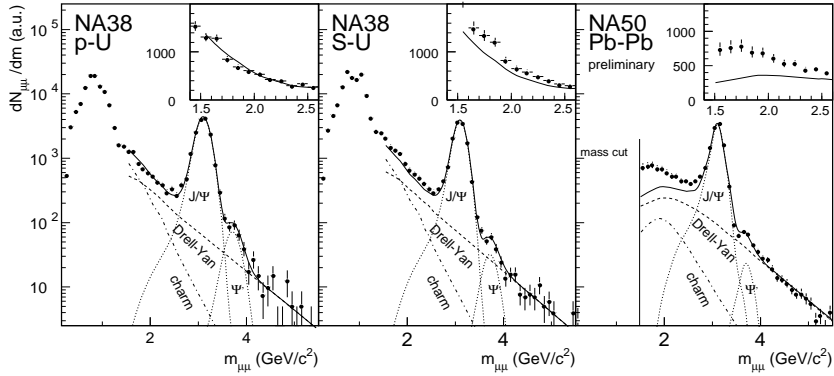 dN_μμ/dm (a.u.)
10^5
10^4
10^3
10^2
10
NA38
p-U
1000
0
1.5
2.0
2.5
J/Ψ
Drell-Yan
charm
Ψ
2
4
m_μμ (GeV/c²)
NA38
S-U
1000
0
1.5
2.0
2.5
J/Ψ
Drell-Yan
charm
Ψ
2
4
m_μμ (GeV/c²)
NA50
Pb-Pb
preliminary
1000
500
0
1.5
2.0
2.5
mass cut
J/Ψ
Drell-Yan
charm
Ψ
2
4
m_μμ (GeV/c²)